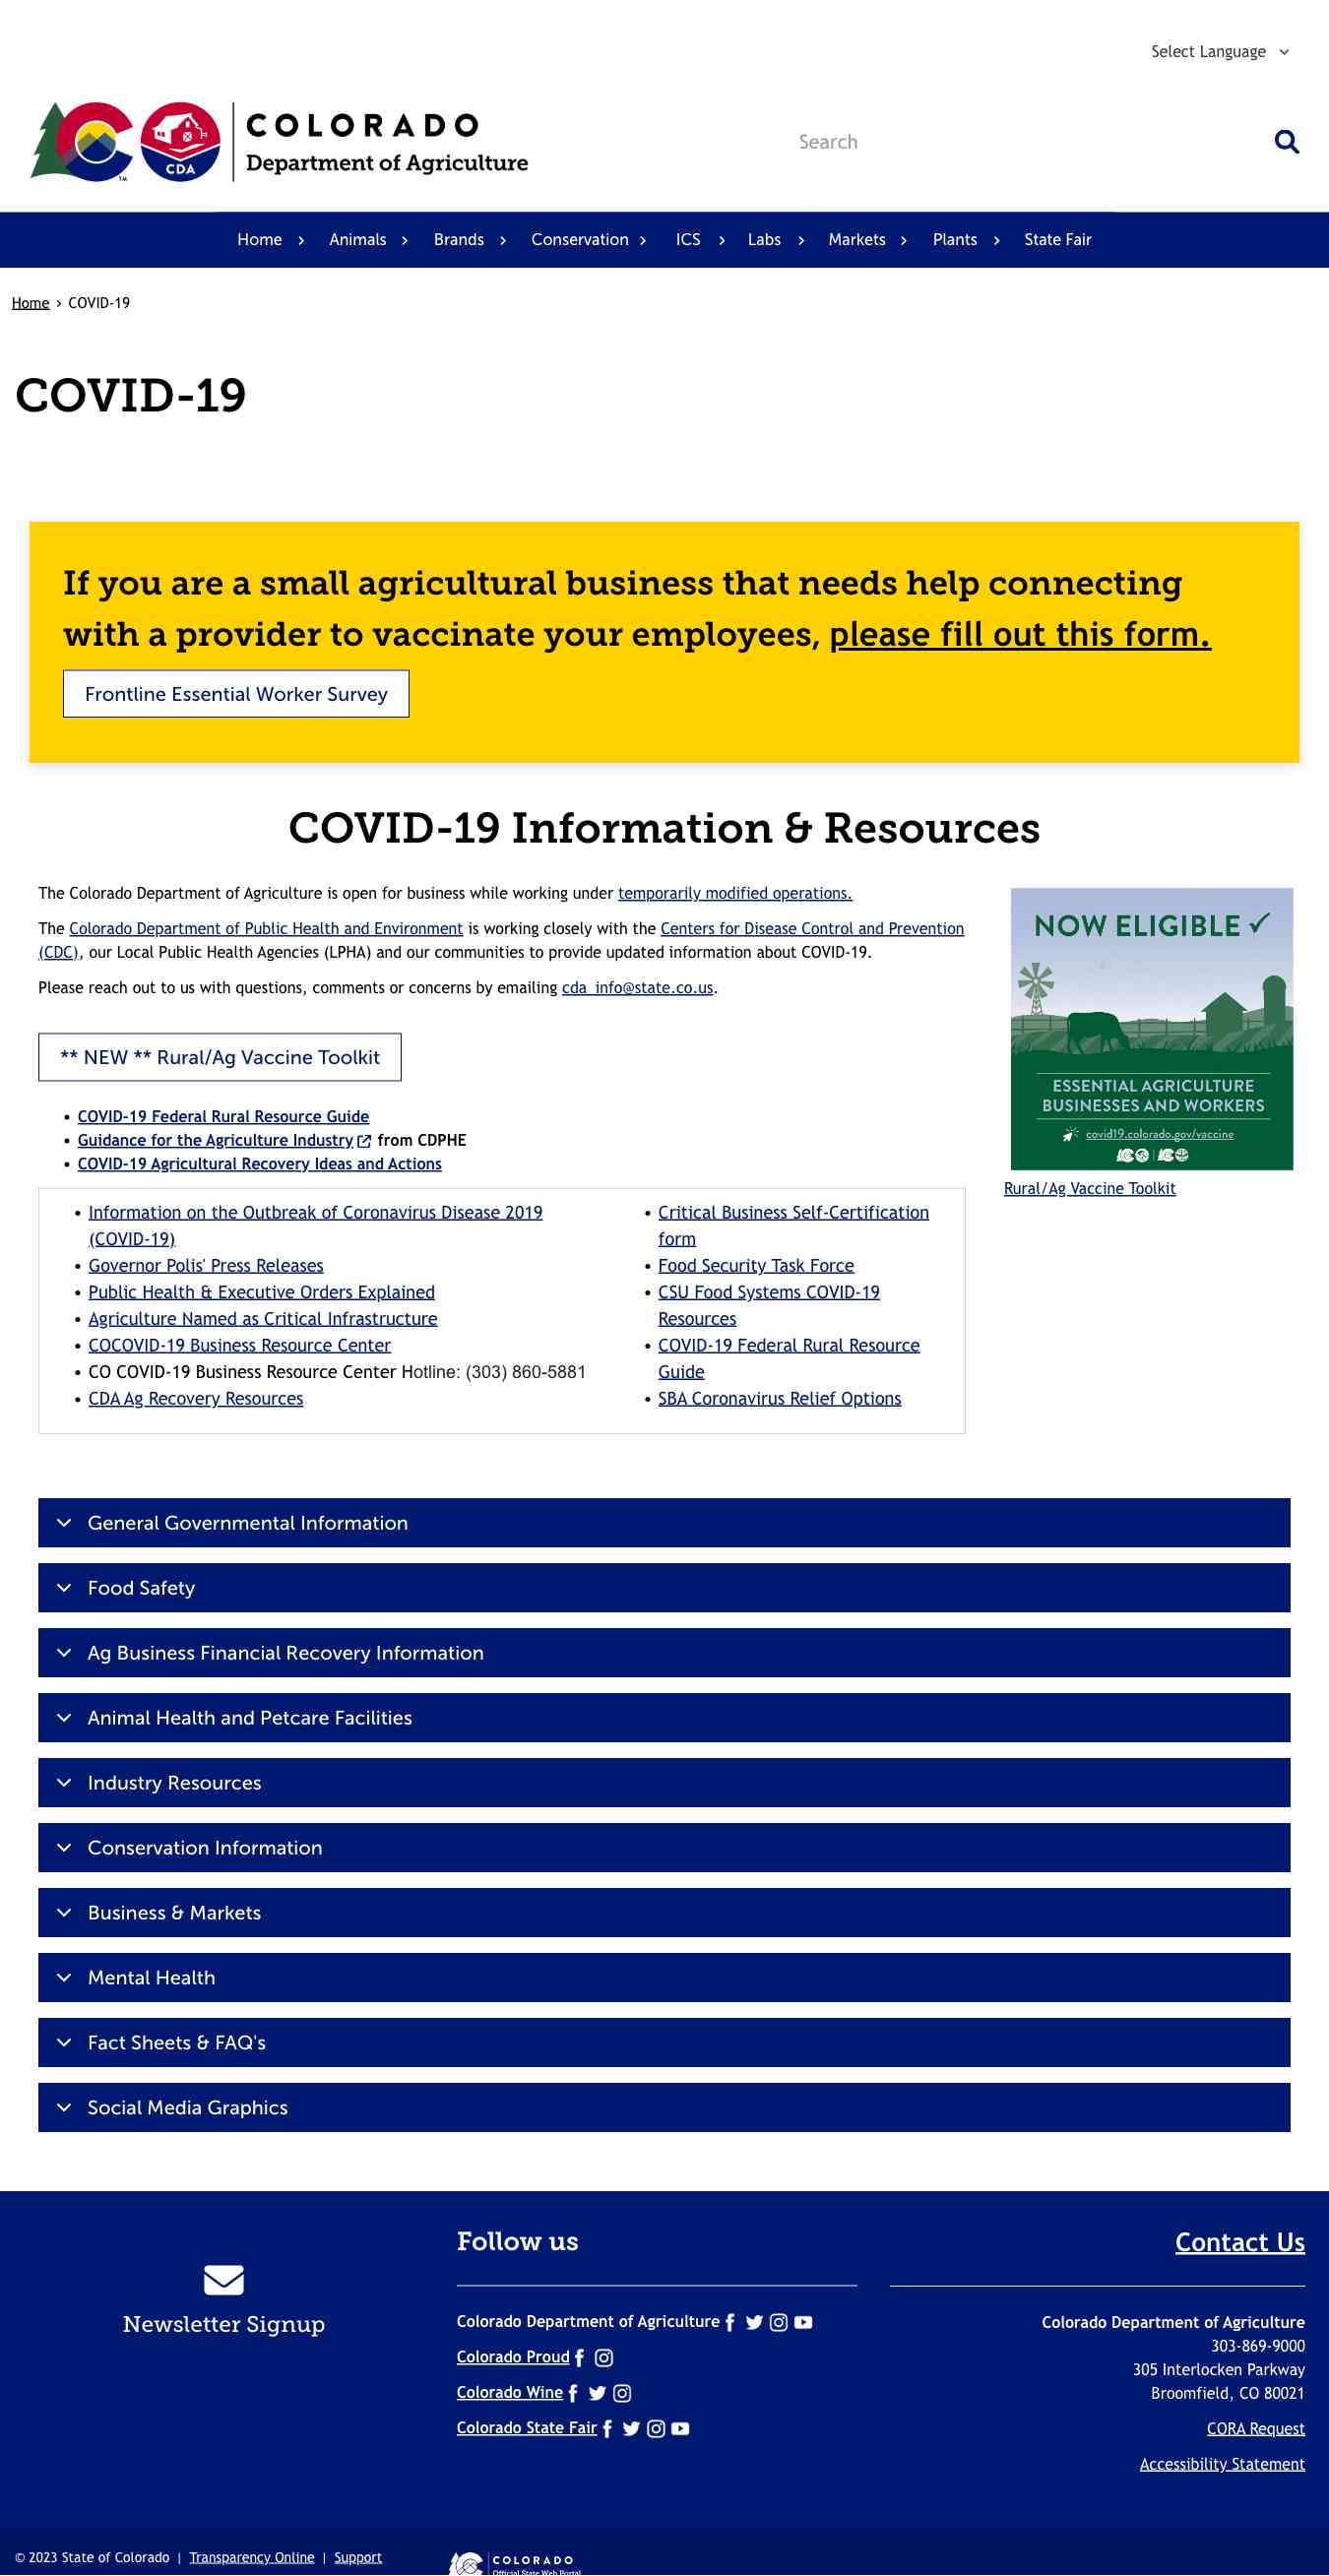 Select Language
COLORADO
Department of Agriculture
CDA
TM
Search
Home Animals Brands Conservation ICS Labs Markets Plants State Fair
Home › COVID-19
COVID-19
If you are a small agricultural business that needs help connecting
with a provider to vaccinate your employees, please fill out this form.
Frontline Essential Worker Survey
COVID-19 Information & Resources
The Colorado Department of Agriculture is open for business while working under temporarily modified operations.
The Colorado Department of Public Health and Environment is working closely with the Centers for Disease Control and Prevention
(CDC), our Local Public Health Agencies (LPHA) and our communities to provide updated information about COVID-19.
Please reach out to us with questions, comments or concerns by emailing cda_info@state.co.us.
** NEW ** Rural/Ag Vaccine Toolkit
• COVID-19 Federal Rural Resource Guide
• Guidance for the Agriculture Industry from CDPHE
• COVID-19 Agricultural Recovery Ideas and Actions
NOW ELIGIBLE ✓
ESSENTIAL AGRICULTURE
BUSINESSES AND WORKERS
covid19.colorado.gov/vaccine
Rural/Ag Vaccine Toolkit
• Information on the Outbreak of Coronavirus Disease 2019
(COVID-19)
• Governor Polis' Press Releases
• Public Health & Executive Orders Explained
• Agriculture Named as Critical Infrastructure
• COCOVID-19 Business Resource Center
• CO COVID-19 Business Resource Center Hotline: (303) 860-5881
• CDA Ag Recovery Resources
• Critical Business Self-Certification
form
• Food Security Task Force
• CSU Food Systems COVID-19
Resources
• COVID-19 Federal Rural Resource
Guide
• SBA Coronavirus Relief Options
General Governmental Information
Food Safety
Ag Business Financial Recovery Information
Animal Health and Petcare Facilities
Industry Resources
Conservation Information
Business & Markets
Mental Health
Fact Sheets & FAQ's
Social Media Graphics
Newsletter Signup
Follow us
Colorado Department of Agriculture
Colorado Proud
Colorado Wine
Colorado State Fair
Contact Us
Colorado Department of Agriculture
303-869-9000
305 Interlocken Parkway
Broomfield, CO 80021
CORA Request
Accessibility Statement
© 2023 State of Colorado | Transparency Online | Support
COLORADO
Official State Web Portal